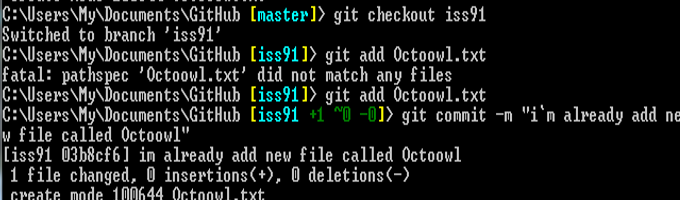 C:\Users\My\Documents\GitHub [master]> git checkout iss91
Switched to branch 'iss91'
C:\Users\My\Documents\GitHub [iss91]> git add Octoowl.txt
fatal: pathspec 'Octoowl.txt' did not match any files
C:\Users\My\Documents\GitHub [iss91]> git add Octoowl.txt
C:\Users\My\Documents\GitHub [iss91 +1 ~0 -0]> git commit -m "i`m already add ne
w file called Octoowl"
[iss91 03b8cf6] im already add new file called Octoowl
1 file changed, 0 insertions(+), 0 deletions(-)
create mode 100644 Octoowl.txt